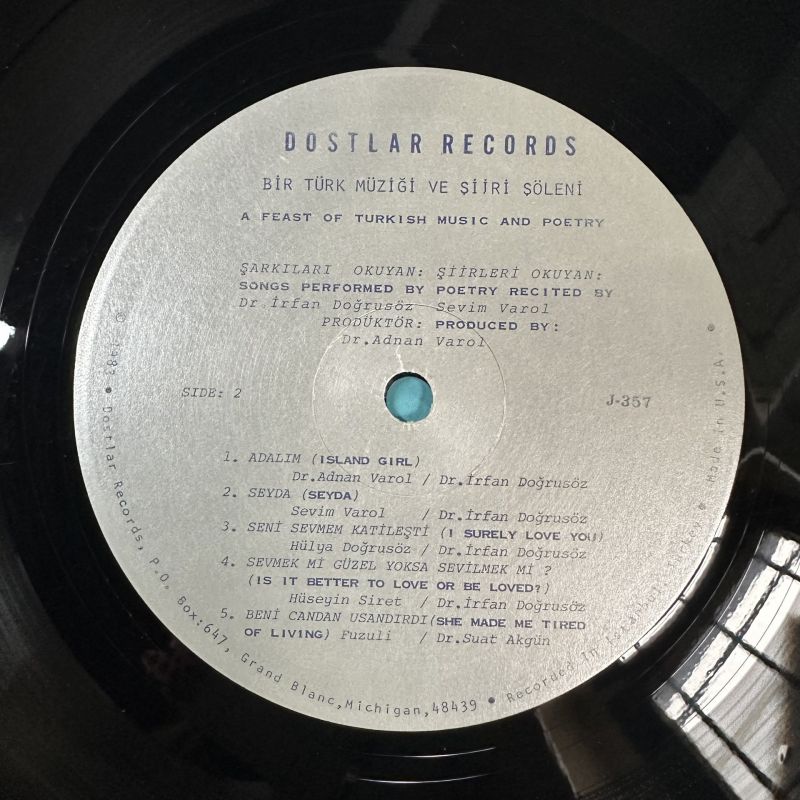 DOSTLAR RECORDS
BİR TÜRK MÜZİĞİ VE ŞİİRİ ŞÖLENİ
A FEAST OF TURKISH MUSIC AND POETRY
ŞARKILARI OKUYAN: ŞİİRLERİ OKUYAN:
SONGS PERFORMED BY POETRY RECITED BY
Dr.İrfan Doğrusöz Sevim Varol
PRODÜKTÖR: PRODUCED BY:
Dr.Adnan Varol
SIDE: 2
J-357
1. ADALIM (ISLAND GIRL)
Dr.Adnan Varol / Dr.İrfan Doğrusöz
2. SEYDA (SEYDA)
Sevim Varol / Dr.İrfan Doğrusöz
3. SENİ SEVMEM KATİLEŞTİ (I SURELY LOVE YOU)
Hülya Doğrusöz / Dr.İrfan Doğrusöz
4. SEVMEK Mİ GÜZEL YOKSA SEVİLMEK Mİ ?
(IS IT BETTER TO LOVE OR BE LOVED?)
Hüseyin Siret / Dr.İrfan Doğrusöz
5. BENİ CANDAN USANDIRDI(SHE MADE ME TIRED
OF LIVING) Fuzuli / Dr.Suat Akgün
© 1983 • Dostlar Records, P.O. Box:647, Grand Blanc,Michigan,48439 • Recorded in Istanbul, Turkey • Made in U.S.A. •